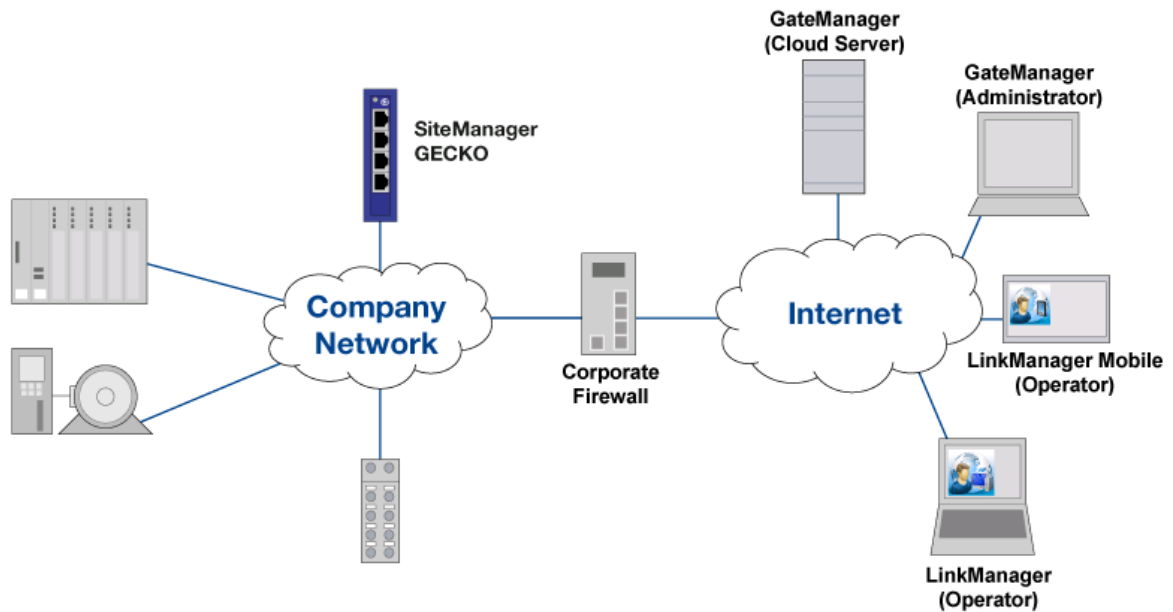 GateManager
(Cloud Server)
GateManager
(Administrator)
SiteManager
GECKO
Company
Network
Internet
Corporate
Firewall
LinkManager Mobile
(Operator)
LinkManager
(Operator)